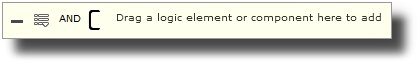 AND Drag a logic element or component here to add